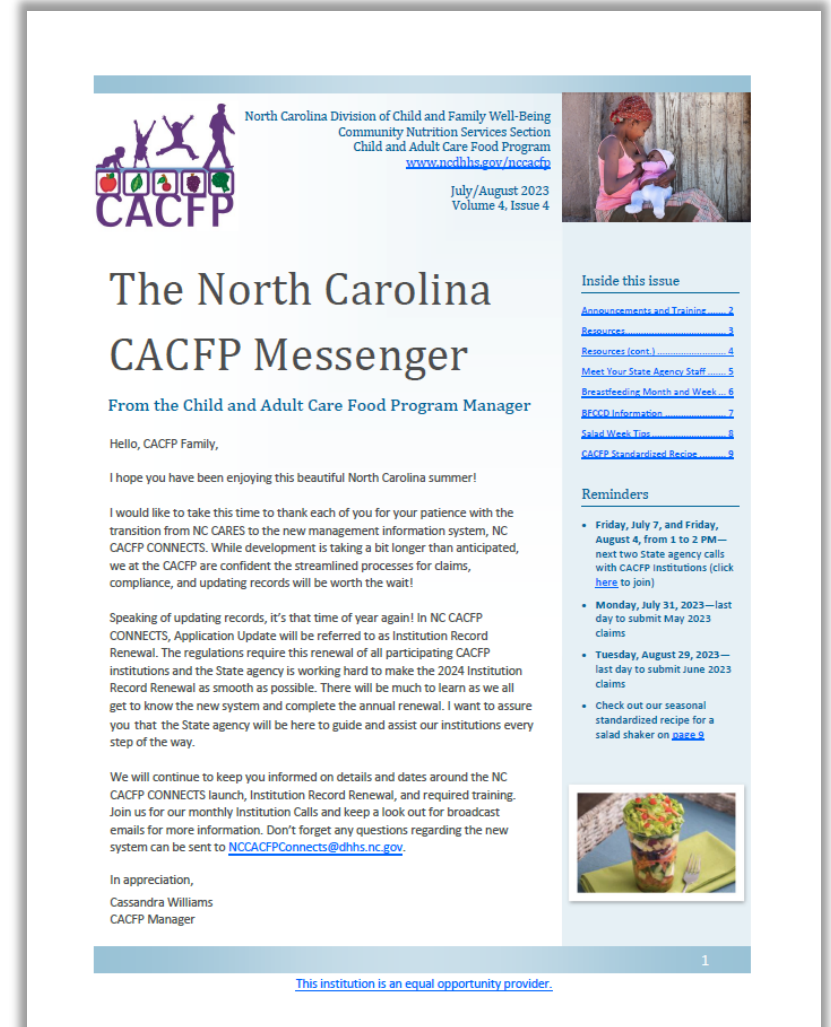 North Carolina Division of Child and Family Well-Being
Community Nutrition Services Section
Child and Adult Care Food Program
www.ncdhhs.gov/nccacfp
July/August 2023
Volume 4, Issue 4
CACFP
The North Carolina
CACFP Messenger
From the Child and Adult Care Food Program Manager
Hello, CACFP Family,
I hope you have been enjoying this beautiful North Carolina summer!
I would like to take this time to thank each of you for your patience with the
transition from NC CARES to the new management information system, NC
CACFP CONNECTS. While development is taking a bit longer than anticipated,
we at the CACFP are confident the streamlined processes for claims,
compliance, and updating records will be worth the wait!
Speaking of updating records, it's that time of year again! In NC CACFP
CONNECTS, Application Update will be referred to as Institution Record
Renewal. The regulations require this renewal of all participating CACFP
institutions and the State agency is working hard to make the 2024 Institution
Record Renewal as smooth as possible. There will be much to learn as we all
get to know the new system and complete the annual renewal. I want to assure
you that the State agency will be here to guide and assist our institutions every
step of the way.
We will continue to keep you informed on details and dates around the NC
CACFP CONNECTS launch, Institution Record Renewal, and required training.
Join us for our monthly Institution Calls and keep a look out for broadcast
emails for more information. Don't forget any questions regarding the new
system can be sent to NCCACFPConnects@dhhs.nc.gov.
In appreciation,
Cassandra Williams
CACFP Manager
Inside this issue
Announcements and Training ....... 2
Resources.................................... 3
Resources (cont.) ......................... 4
Meet Your State Agency Staff ....... 5
Breastfeeding Month and Week ... 6
BFCCD Information ...................... 7
Salad Week Tips........................... 8
CACFP Standardized Recipe .......... 9
Reminders
• Friday, July 7, and Friday,
August 4, from 1 to 2 PM—
next two State agency calls
with CACFP Institutions (click
here to join)
• Monday, July 31, 2023—last
day to submit May 2023
claims
• Tuesday, August 29, 2023—
last day to submit June 2023
claims
• Check out our seasonal
standardized recipe for a
salad shaker on page 9
1
This institution is an equal opportunity provider.